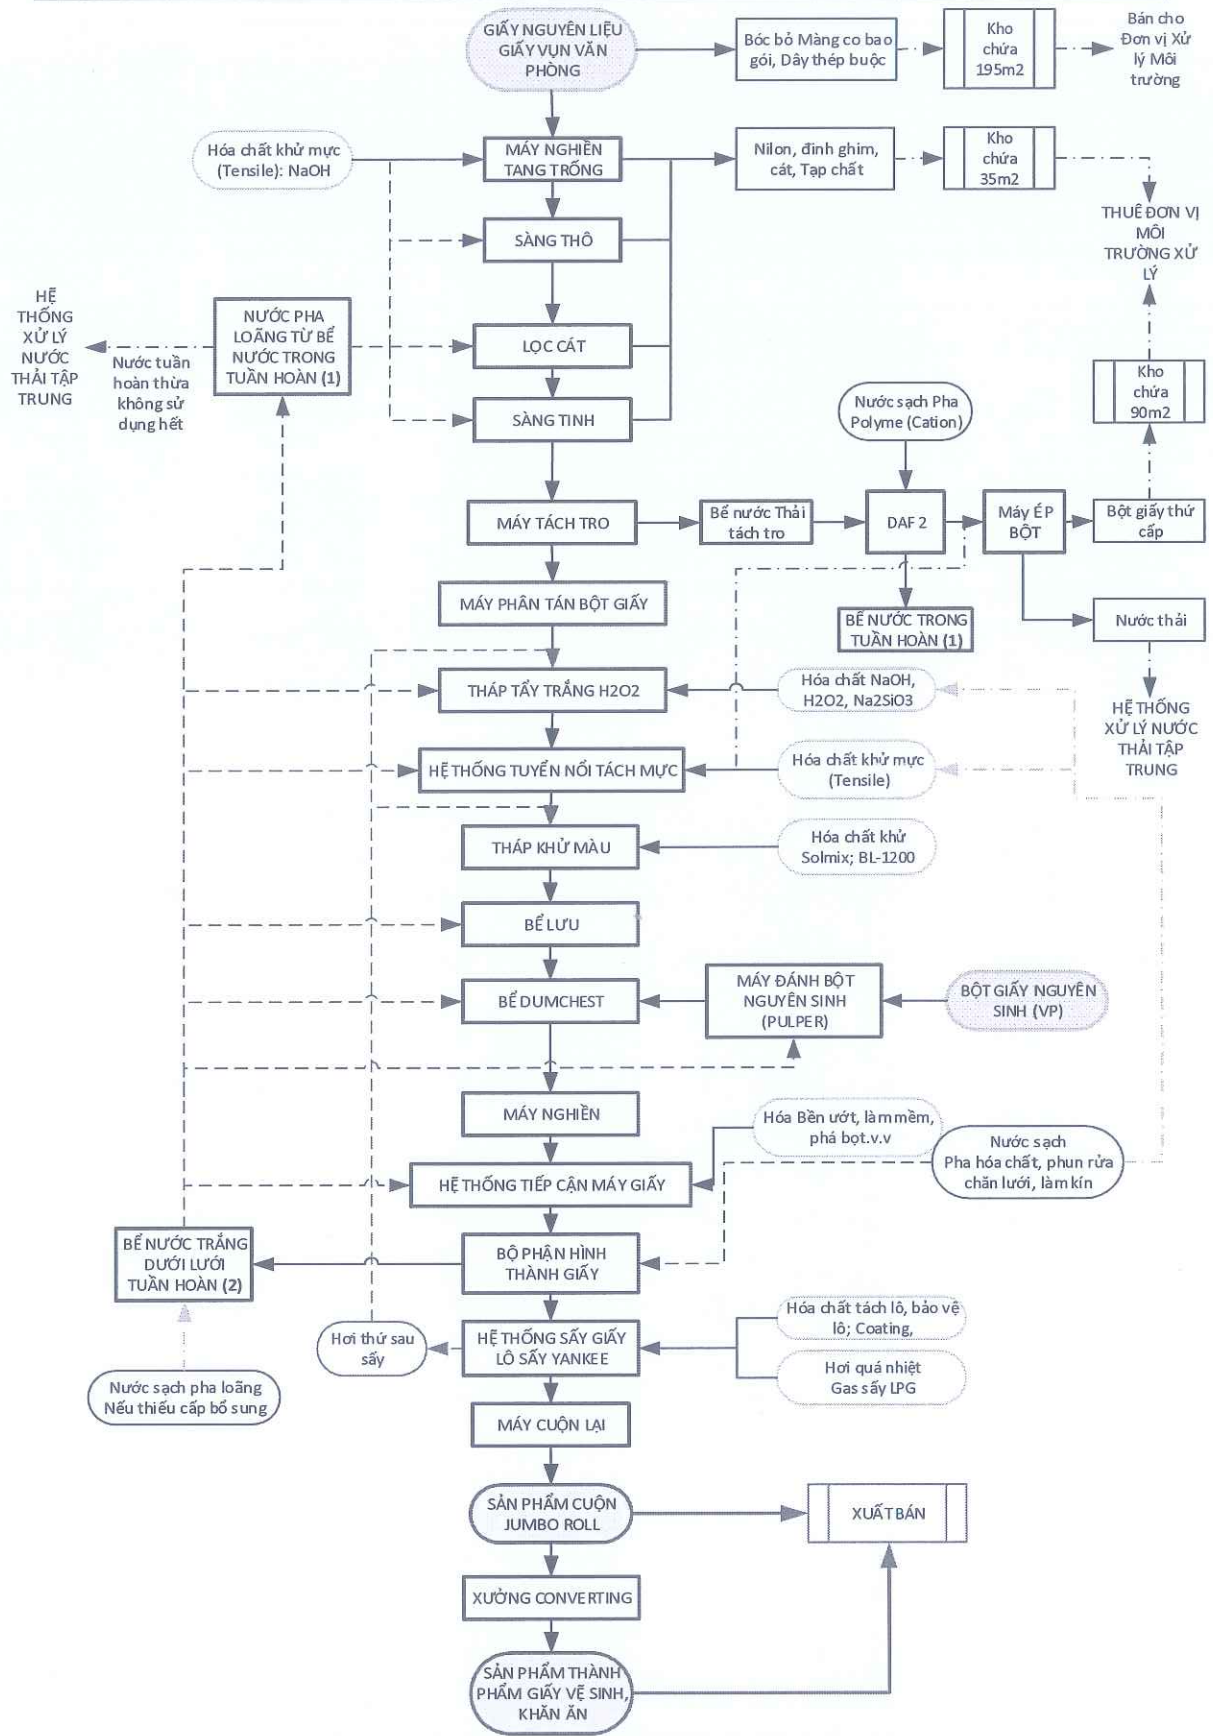 GIẤY NGUYÊN LIỆU
GIẤY VỤN VĂN
PHÒNG
Bóc bỏ Màng co bao
gói, Dây thép buộc
Kho
chứa
195m2
Bán cho
Đơn vị Xử
lý Môi
trường
Hóa chất khử mực
(Tensile): NaOH
MÁY NGHIỀN
TANG TRỐNG
Nilon, đinh ghim,
cát, Tạp chất
Kho
chứa
35m2
THUÊ ĐƠN VỊ
MÔI
TRƯỜNG XỬ
LÝ
SÀNG THÔ
HỆ
THỐNG
XỬ LÝ
NƯỚC
THẢI TẬP
TRUNG
Nước tuần
hoàn thừa
không sử
dụng hết
NƯỚC PHA
LOÃNG TỪ BỂ
NƯỚC TRONG
TUẦN HOÀN (1)
LỌC CÁT
SÀNG TINH
Nước sạch Pha
Polyme (Cation)
Kho
chứa
90m2
MÁY TÁCH TRO
Bể nước Thải
tách tro
DAF 2
Máy ÉP
BỘT
Bột giấy thứ
cấp
MÁY PHÂN TÁN BỘT GIẤY
BỂ NƯỚC TRONG
TUẦN HOÀN (1)
Nước thải
THÁP TẨY TRẮNG H2O2
Hóa chất NaOH,
H2O2, Na2SiO3
HỆ THỐNG
XỬ LÝ NƯỚC
THẢI TẬP
TRUNG
HỆ THỐNG TUYỂN NỔI TÁCH MỰC
Hóa chất khử mực
(Tensile)
THÁP KHỬ MÀU
Hóa chất khử
Solmix; BL-1200
BỂ LƯU
BỂ DUMCHEST
MÁY ĐÁNH BỘT
NGUYÊN SINH
(PULPER)
BỘT GIẤY NGUYÊN
SINH (VP)
MÁY NGHIỀN
Hóa Bền ướt, làm mềm,
phá bọt.v.v
Nước sạch
Pha hóa chất, phun rửa
chăn lưới, làm kín
HỆ THỐNG TIẾP CẬN MÁY GIẤY
BỂ NƯỚC TRẮNG
DƯỚI LƯỚI
TUẦN HOÀN (2)
BỘ PHẬN HÌNH
THÀNH GIẤY
Hơi thứ sau
sấy
HỆ THỐNG SẤY GIẤY
LÔ SẤY YANKEE
Hóa chất tách lô, bảo vệ
lô; Coating,
Hơi quá nhiệt
Gas sấy LPG
Nước sạch pha loãng
Nếu thiếu cấp bổ sung
MÁY CUỘN LẠI
SẢN PHẨM CUỘN
JUMBO ROLL
XUẤT BÁN
XƯỞNG CONVERTING
SẢN PHẨM THÀNH
PHẨM GIẤY VỆ SINH,
KHĂN ĂN